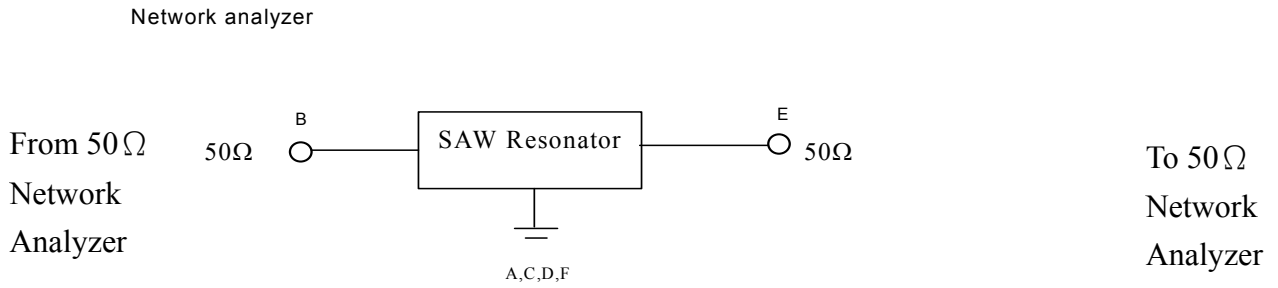 Network analyzer
B
E
From 50Ω
Network
Analyzer
50Ω
SAW Resonator
50Ω
To 50Ω
Network
Analyzer
A,C,D,F